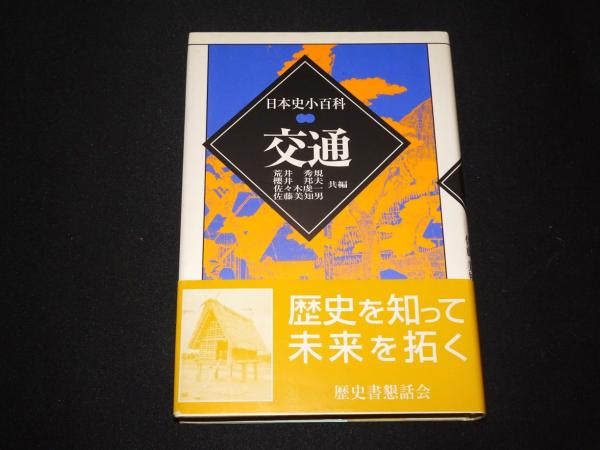 日本史小百科
交通
荒井 秀規
櫻井 邦夫
佐々木虔一
佐藤美知男
共編
歴史を知って
未来を拓く
歴史書懇話会